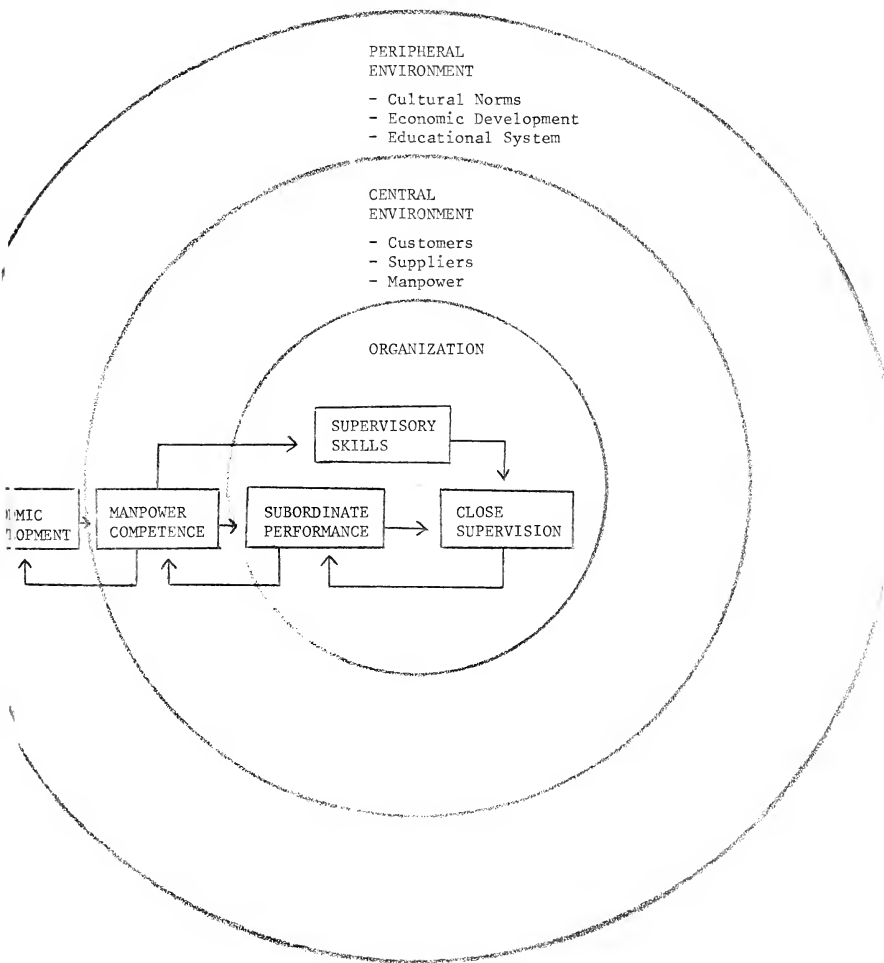 PERIPHERAL
ENVIRONMENT
- Cultural Norms
- Economic Development
- Educational System
CENTRAL
ENVIRONMENT
- Customers
- Suppliers
- Manpower
ORGANIZATION
SUPERVISORY
SKILLS
MANPOWER
COMPETENCE
SUBORDINATE
PERFORMANCE
CLOSE
SUPERVISION